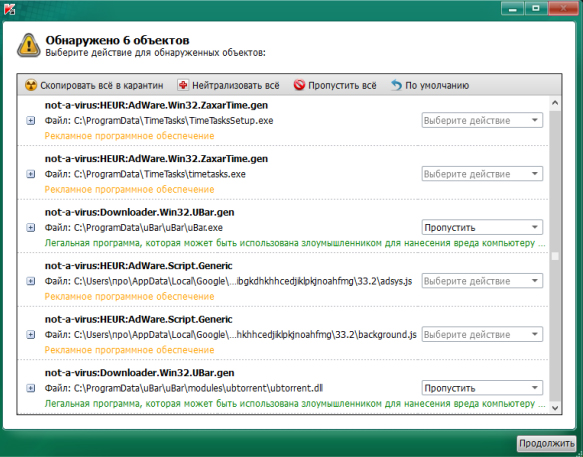 Обнаружено 6 объектов
Выберите действие для обнаруженных объектов:
Скопировать всё в карантин Нейтрализовать всё Пропустить всё По умолчанию
not-a-virus:HEUR:AdWare.Win32.ZaxarTime.gen
Файл: C:\ProgramData\TimeTasks\TimeTasksSetup.exe Выберите действие
Рекламное программное обеспечение
not-a-virus:HEUR:AdWare.Win32.ZaxarTime.gen
Файл: C:\ProgramData\TimeTasks\timetasks.exe Выберите действие
Рекламное программное обеспечение
not-a-virus:Downloader.Win32.UBar.gen
Файл: C:\ProgramData\uBar\uBar\uBar.exe Пропустить
Легальная программа, которая может быть использована злоумышленником для нанесения вреда компьютеру ...
not-a-virus:HEUR:AdWare.Script.Generic
Файл: C:\Users\npo\AppData\Local\Google\...ibgkdhkhhcedjiklpkjnoahfmg\33.2\adsys.js Выберите действие
Рекламное программное обеспечение
not-a-virus:HEUR:AdWare.Script.Generic
Файл: C:\Users\npo\AppData\Local\Google\...hkhhcedjiklpkjnoahfmg\33.2\background.js Выберите действие
Рекламное программное обеспечение
not-a-virus:Downloader.Win32.UBar.gen
Файл: C:\ProgramData\uBar\uBar\modules\ubtorrent\ubtorrent.dll Пропустить
Легальная программа, которая может быть использована злоумышленником для нанесения вреда компьютеру ...
Продолжить